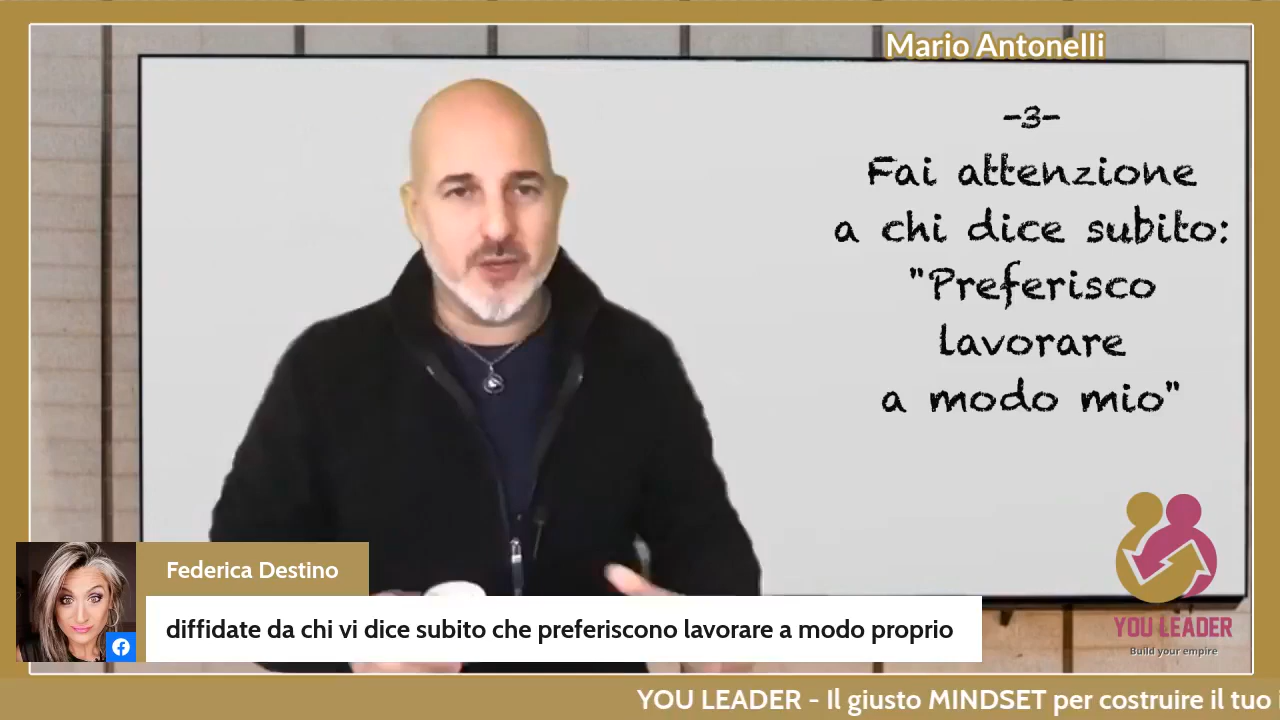 Mario Antonelli
-3-
Fai attenzione
a chi dice subito:
"Preferisco
lavorare
a modo mio"
YOU LEADER
Build your empire
Federica Destino
diffidate da chi vi dice subito che preferiscono lavorare a modo proprio
YOU LEADER - Il giusto MINDSET per costruire il tuo